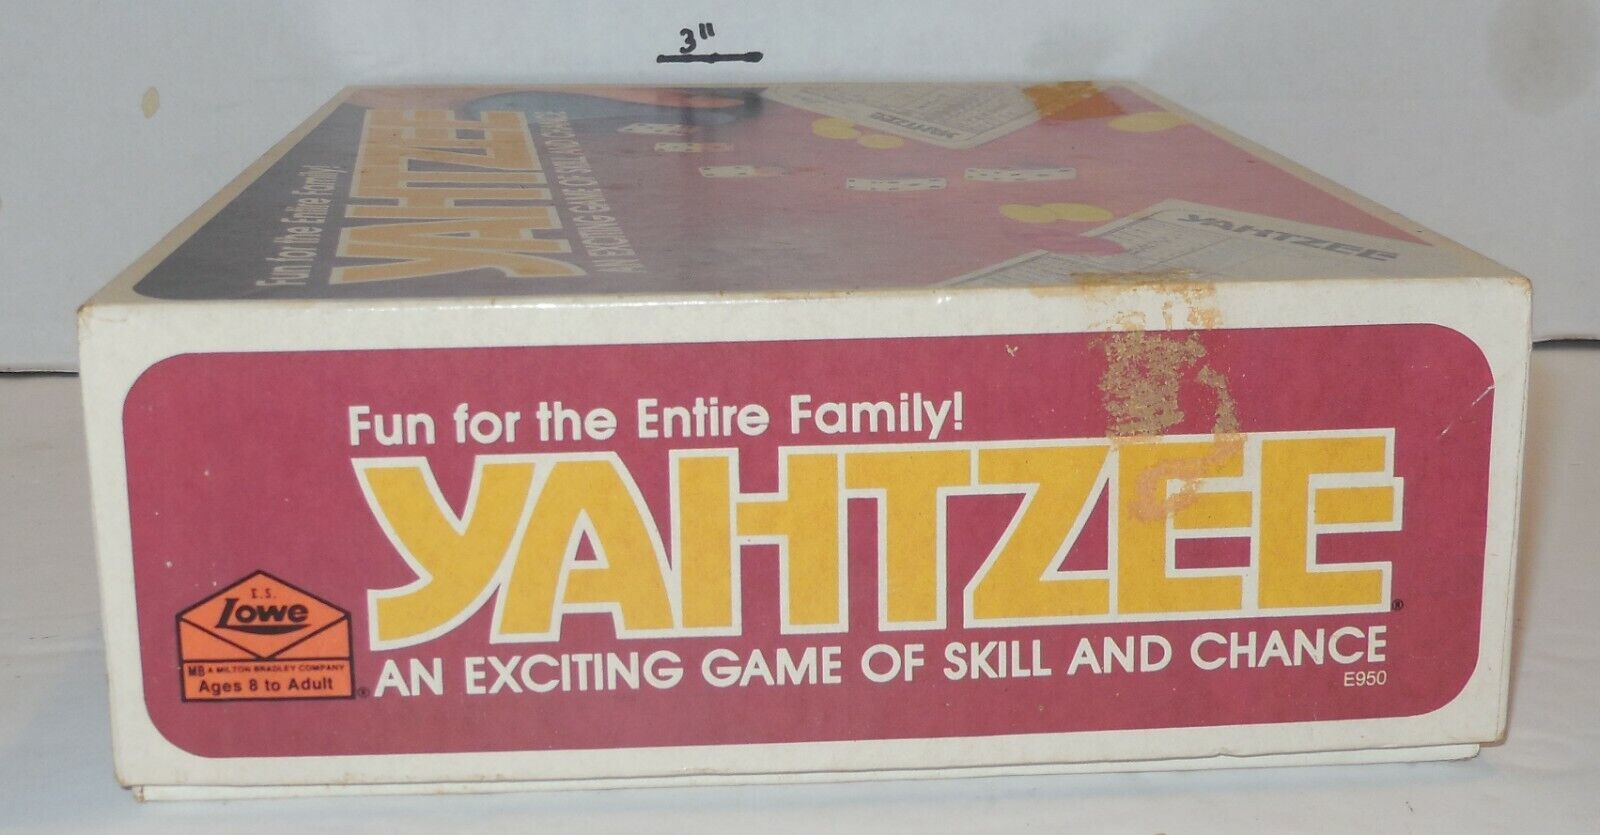 3"
Fun for the Entire Family!
YAHTZEE
AN EXCITING GAME OF SKILL AND CHANCE
YAHTZEE
YAHTZEE
Fun for the Entire Family!
YAHTZEE®
AN EXCITING GAME OF SKILL AND CHANCE
E950
E.S.
Lowe
MB A MILTON BRADLEY COMPANY
Ages 8 to Adult ®